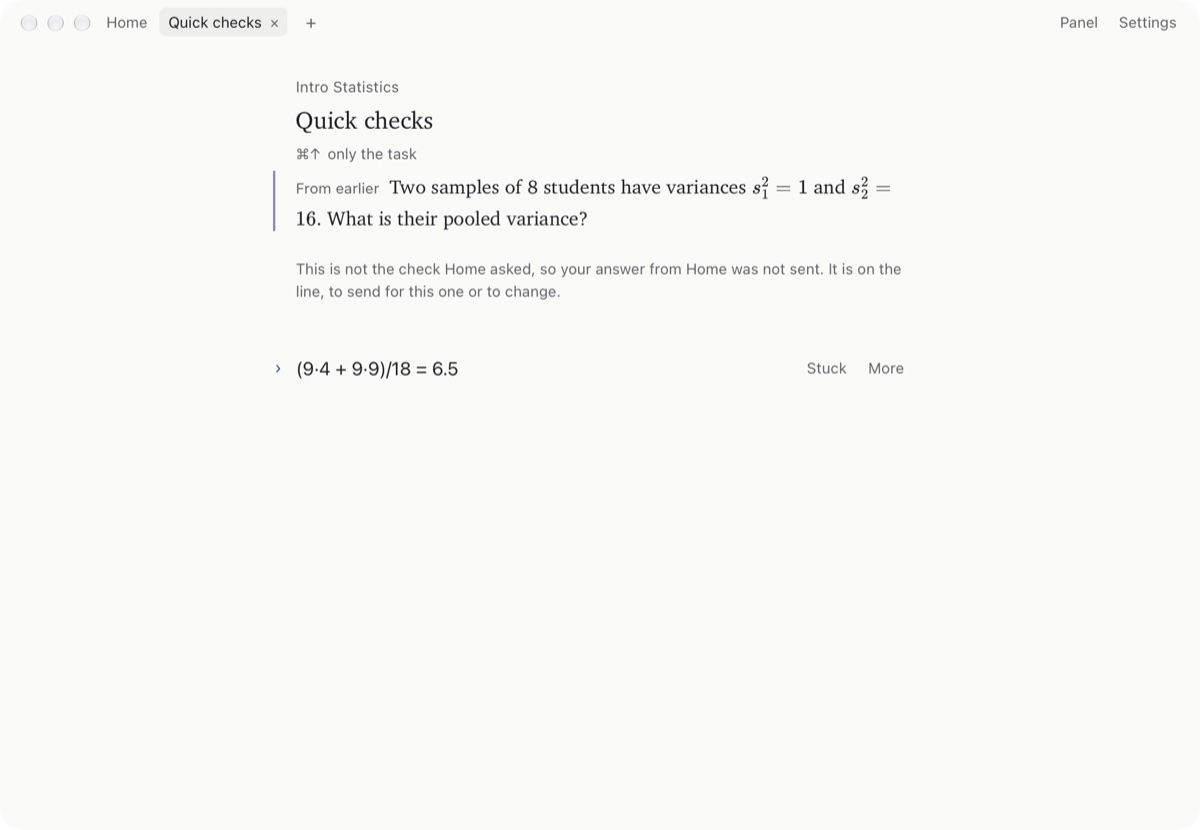 Home Quick checks × + Panel Settings
Intro Statistics
Quick checks
⌘↑ only the task
From earlier Two samples of 8 students have variances s₁² = 1 and s₂² =
16. What is their pooled variance?
This is not the check Home asked, so your answer from Home was not sent. It is on the
line, to send for this one or to change.
› (9·4 + 9·9)/18 = 6.5 Stuck More